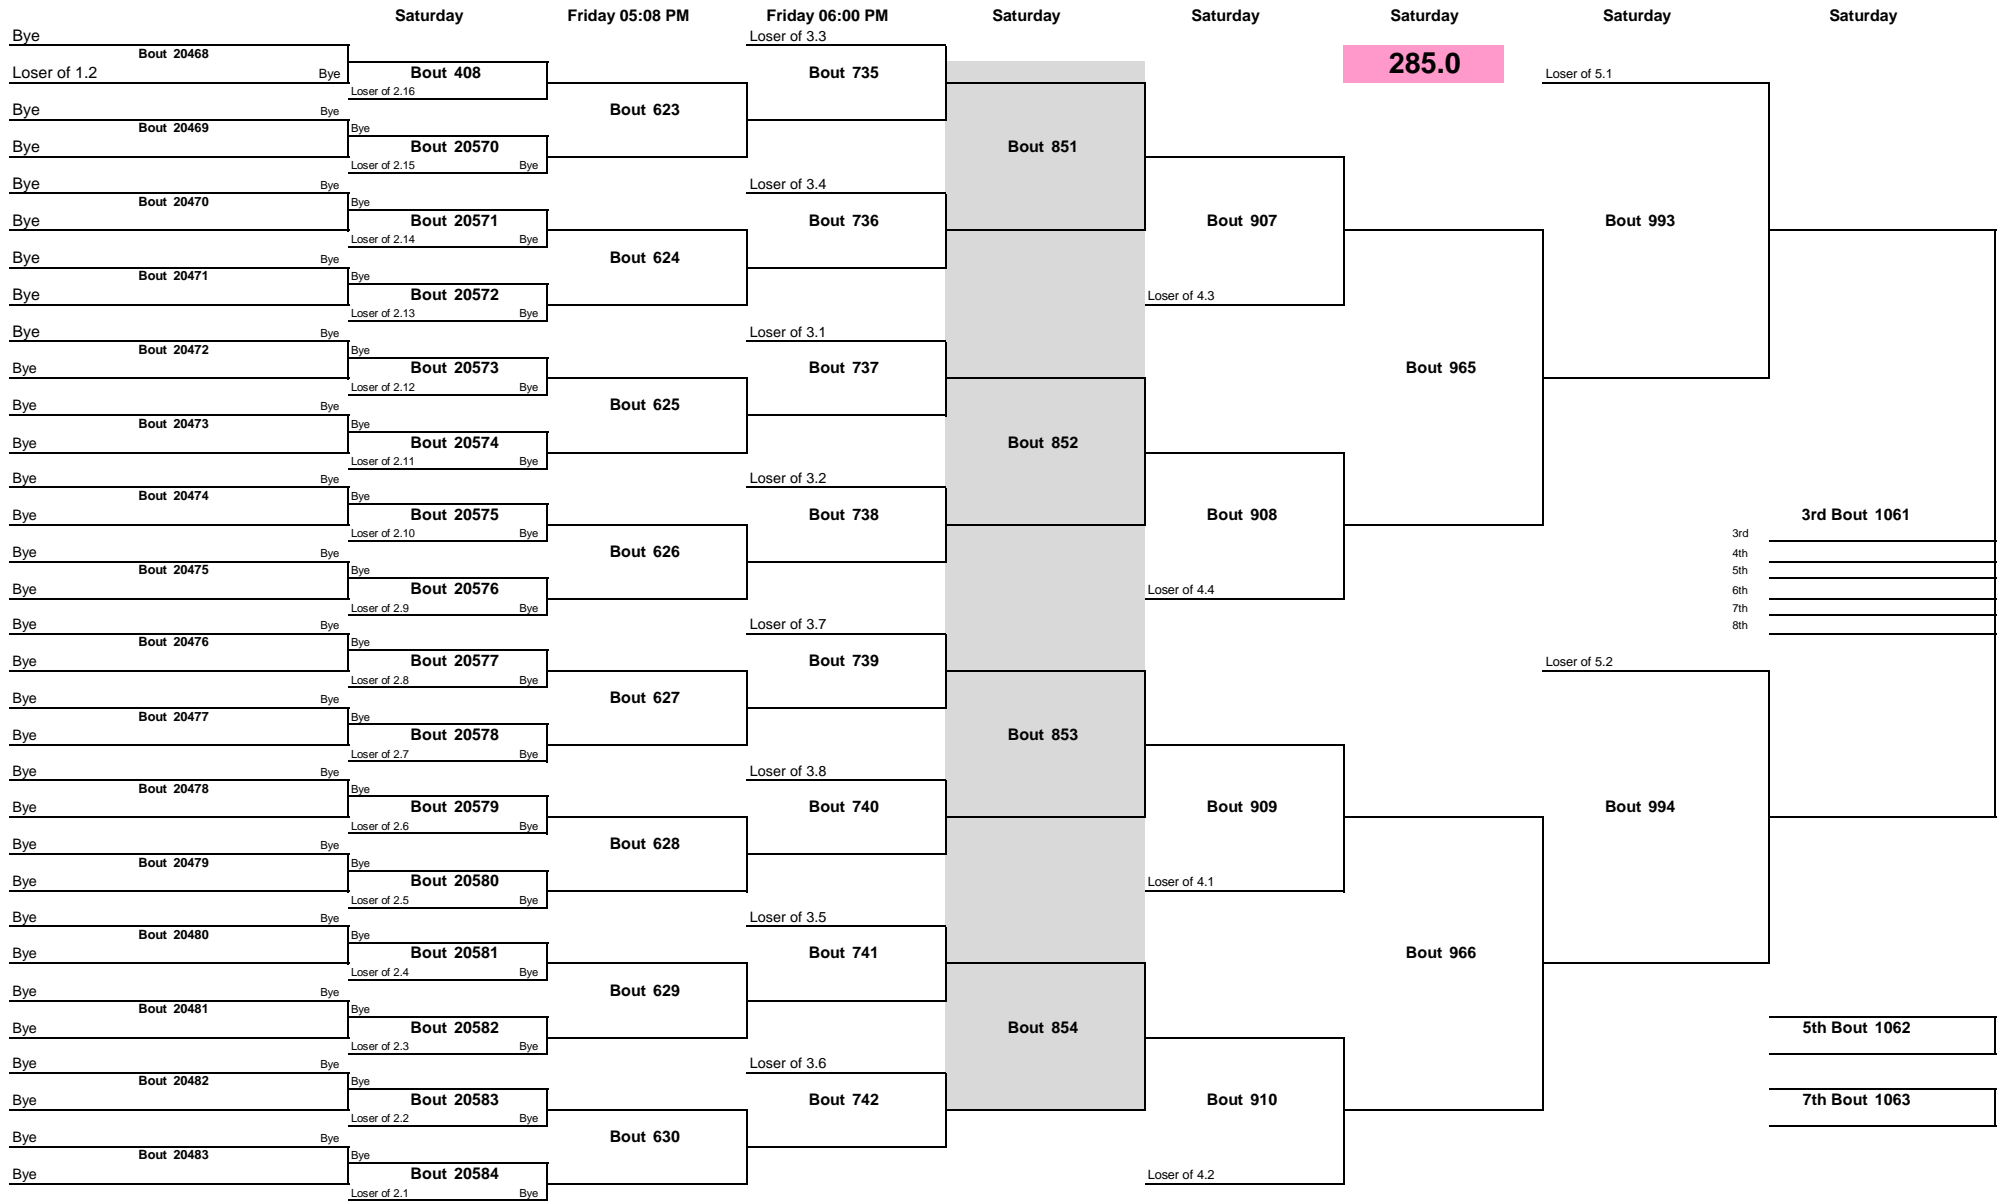 Saturday Friday 05:08 PM Friday 06:00 PM Saturday Saturday Saturday Saturday Saturday
285.0
Bye
Bout 20468
Loser of 1.2 Bye
Bye Bye
Bout 20469
Bye
Bye Bye
Bout 20470
Bye
Bye Bye
Bout 20471
Bye
Bye Bye
Bout 20472
Bye
Bye Bye
Bout 20473
Bye
Bye Bye
Bout 20474
Bye
Bye Bye
Bout 20475
Bye
Bye Bye
Bout 20476
Bye
Bye Bye
Bout 20477
Bye
Bye Bye
Bout 20478
Bye
Bye Bye
Bout 20479
Bye
Bye Bye
Bout 20480
Bye
Bye Bye
Bout 20481
Bye
Bye Bye
Bout 20482
Bye
Bye Bye
Bout 20483
Bye
Bout 408
Loser of 2.16
Bye
Bout 20570
Loser of 2.15 Bye
Bye
Bout 20571
Loser of 2.14 Bye
Bye
Bout 20572
Loser of 2.13 Bye
Bye
Bout 20573
Loser of 2.12 Bye
Bye
Bout 20574
Loser of 2.11 Bye
Bye
Bout 20575
Loser of 2.10 Bye
Bye
Bout 20576
Loser of 2.9 Bye
Bye
Bout 20577
Loser of 2.8 Bye
Bye
Bout 20578
Loser of 2.7 Bye
Bye
Bout 20579
Loser of 2.6 Bye
Bye
Bout 20580
Loser of 2.5 Bye
Bye
Bout 20581
Loser of 2.4 Bye
Bye
Bout 20582
Loser of 2.3 Bye
Bye
Bout 20583
Loser of 2.2 Bye
Bye
Bout 20584
Loser of 2.1 Bye
Bout 623
Bout 624
Bout 625
Bout 626
Bout 627
Bout 628
Bout 629
Bout 630
Loser of 3.3
Bout 735
Loser of 3.4
Bout 736
Loser of 3.1
Bout 737
Loser of 3.2
Bout 738
Loser of 3.7
Bout 739
Loser of 3.8
Bout 740
Loser of 3.5
Bout 741
Loser of 3.6
Bout 742
Bout 851
Bout 852
Bout 853
Bout 854
Bout 907
Loser of 4.3
Bout 908
Loser of 4.4
Bout 909
Loser of 4.1
Bout 910
Loser of 4.2
Bout 965
Bout 966
Loser of 5.1
Bout 993
Loser of 5.2
Bout 994
3rd Bout 1061
3rd
4th
5th
6th
7th
8th
5th Bout 1062
7th Bout 1063